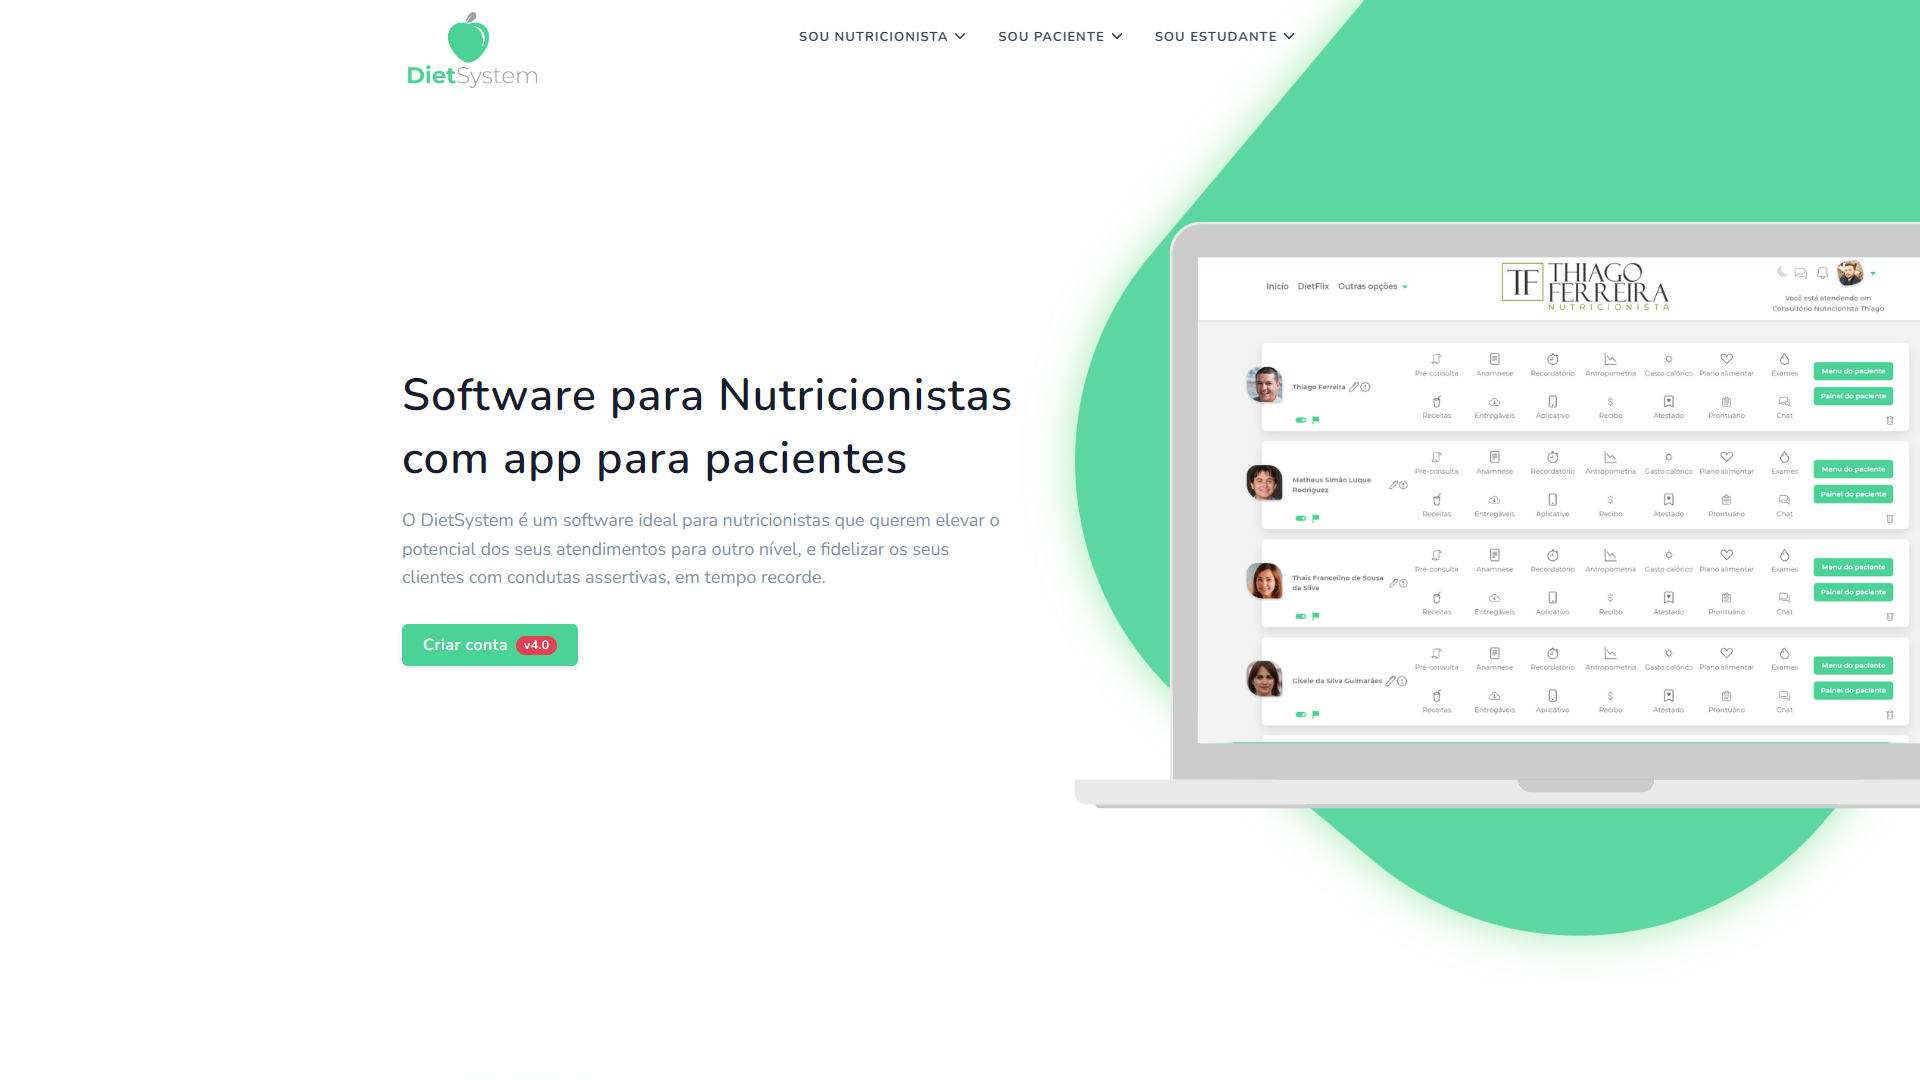 DietSystem
SOU NUTRICIONISTA
SOU PACIENTE
SOU ESTUDANTE
Software para Nutricionistas
com app para pacientes
O DietSystem é um software ideal para nutricionistas que querem elevar o
potencial dos seus atendimentos para outro nível, e fidelizar os seus
clientes com condutas assertivas, em tempo recorde.
Criar conta v4.0
Início DietFlix Outras opções
TF THIAGO
FERREIRA
NUTRICIONISTA
Você está atendendo em
Consultório Nutricionista Thiago
Thiago Ferreira
Pré-consulta Anamnese Recordatório Antropometria Gasto calórico Plano alimentar Exames
Receitas Entregáveis Aplicativo Recibo Atestado Prontuário Chat
Menu do paciente
Painel do paciente
Matheus Simão Luque
Rodriguez
Pré-consulta Anamnese Recordatório Antropometria Gasto calórico Plano alimentar Exames
Receitas Entregáveis Aplicativo Recibo Atestado Prontuário Chat
Menu do paciente
Painel do paciente
Thais Francelino de Sousa
da Silva
Pré-consulta Anamnese Recordatório Antropometria Gasto calórico Plano alimentar Exames
Receitas Entregáveis Aplicativo Recibo Atestado Prontuário Chat
Menu do paciente
Painel do paciente
Gisele da Silva Guimarães
Pré-consulta Anamnese Recordatório Antropometria Gasto calórico Plano alimentar Exames
Receitas Entregáveis Aplicativo Recibo Atestado Prontuário Chat
Menu do paciente
Painel do paciente